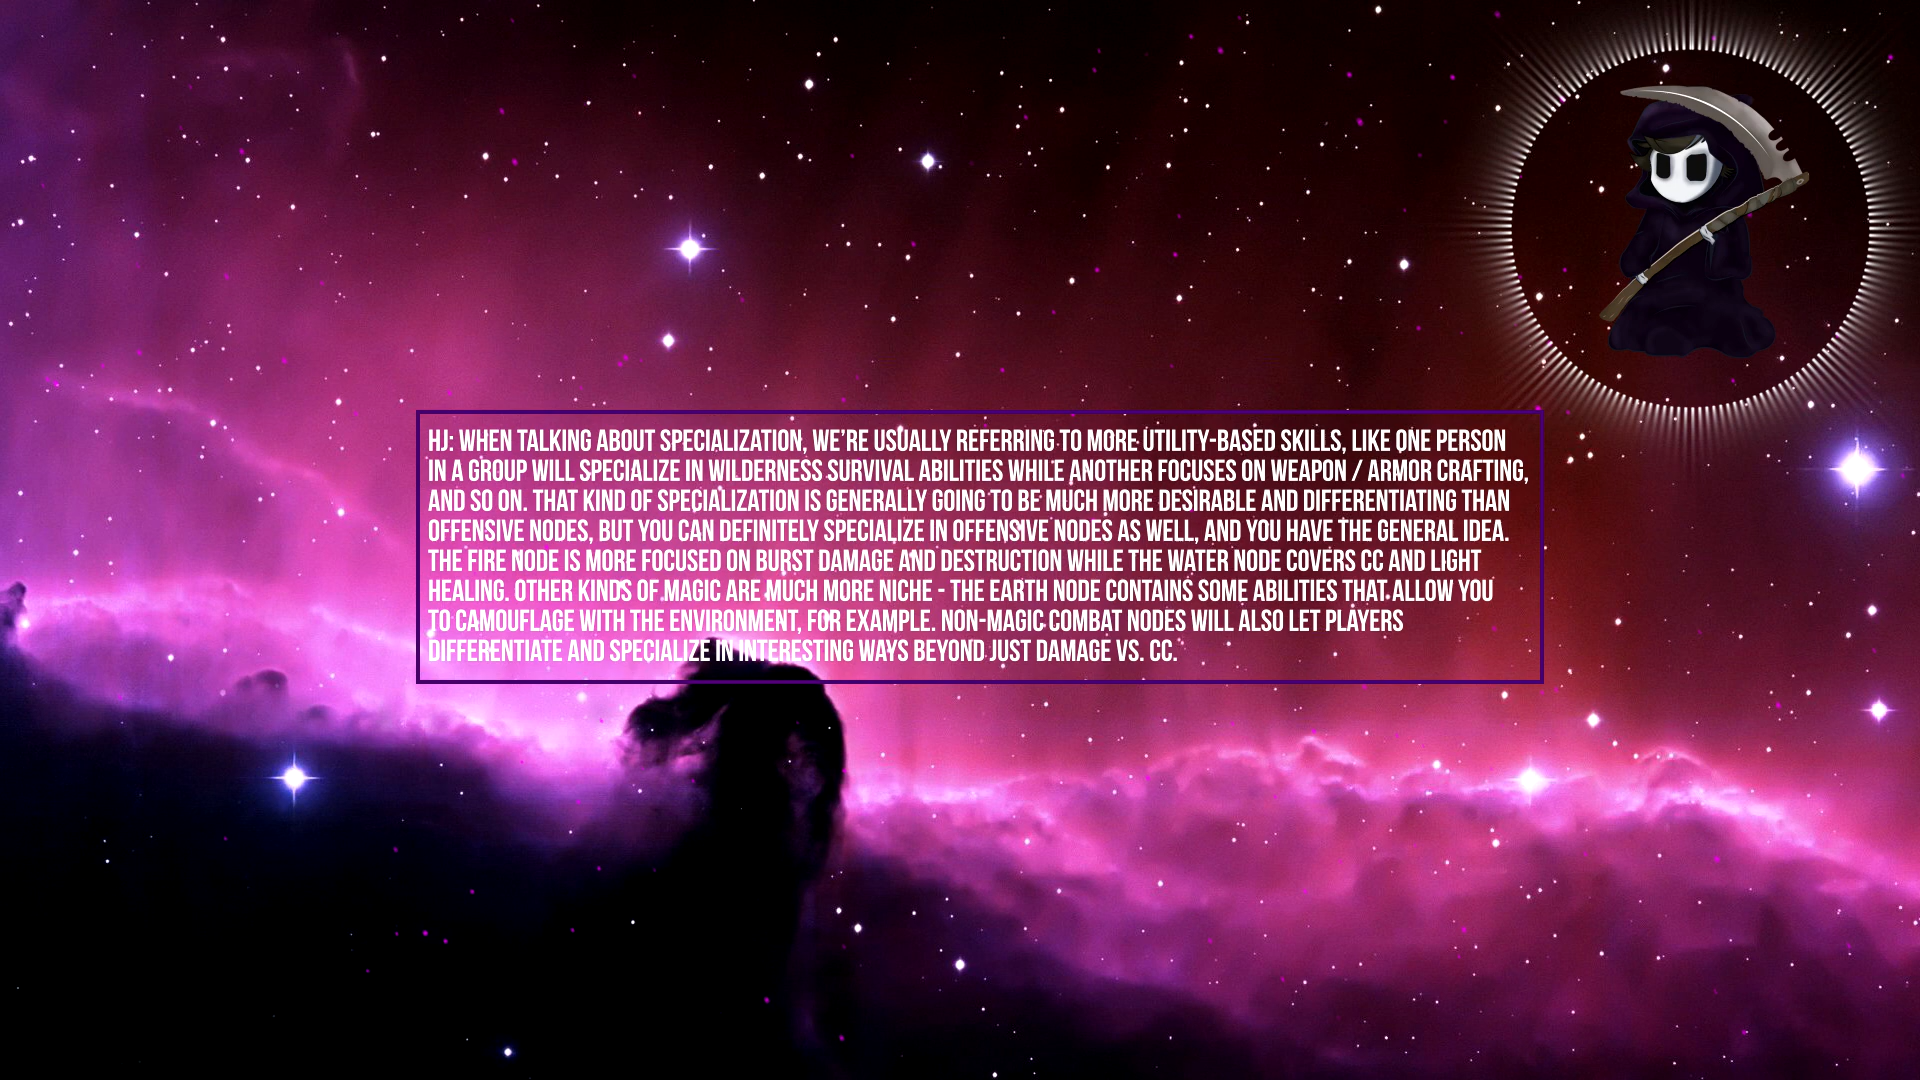 HJ: WHEN TALKING ABOUT SPECIALIZATION, WE'RE USUALLY REFERRING TO MORE UTILITY-BASED SKILLS, LIKE ONE PERSON
IN A GROUP WILL SPECIALIZE IN WILDERNESS SURVIVAL ABILITIES WHILE ANOTHER FOCUSES ON WEAPON / ARMOR CRAFTING,
AND SO ON. THAT KIND OF SPECIALIZATION IS GENERALLY GOING TO BE MUCH MORE DESIRABLE AND DIFFERENTIATING THAN
OFFENSIVE NODES, BUT YOU CAN DEFINITELY SPECIALIZE IN OFFENSIVE NODES AS WELL, AND YOU HAVE THE GENERAL IDEA.
THE FIRE NODE IS MORE FOCUSED ON BURST DAMAGE AND DESTRUCTION WHILE THE WATER NODE COVERS CC AND LIGHT
HEALING. OTHER KINDS OF MAGIC ARE MUCH MORE NICHE - THE EARTH NODE CONTAINS SOME ABILITIES THAT ALLOW YOU
TO CAMOUFLAGE WITH THE ENVIRONMENT, FOR EXAMPLE. NON-MAGIC COMBAT NODES WILL ALSO LET PLAYERS
DIFFERENTIATE AND SPECIALIZE IN INTERESTING WAYS BEYOND JUST DAMAGE VS. CC.